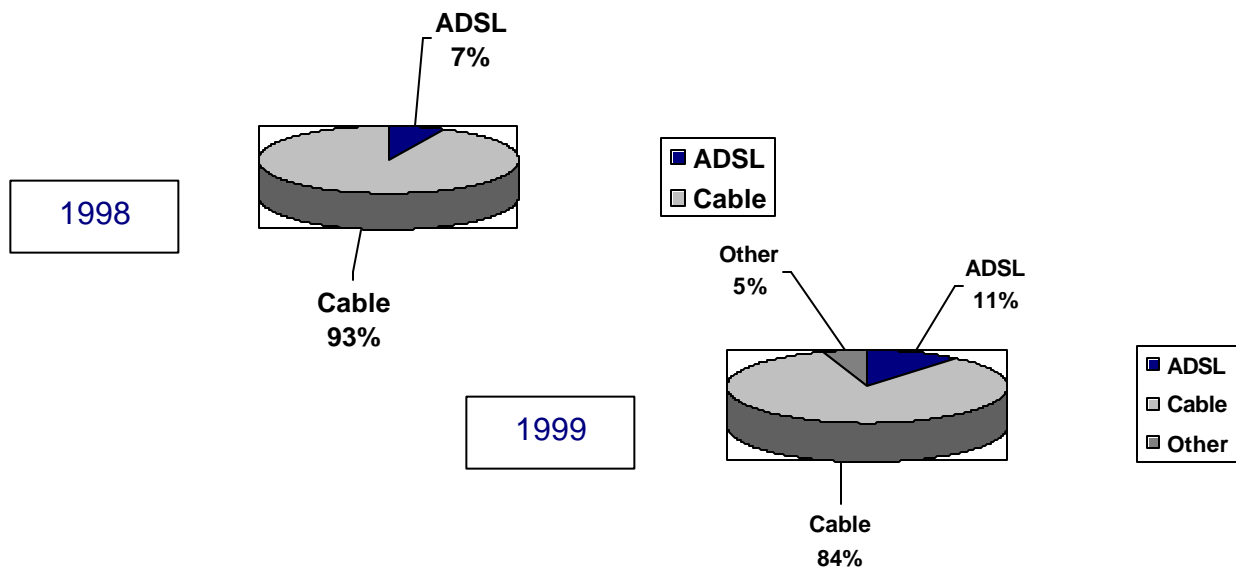 ADSL
7%
ADSL
Cable
1998
Cable
93%
Other
5%
ADSL
11%
ADSL
Cable
Other
1999
Cable
84%